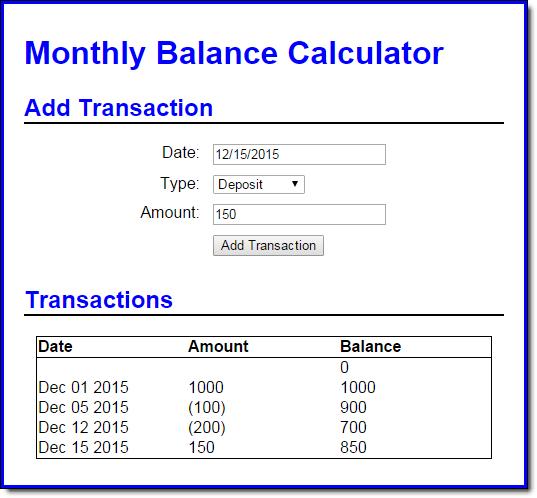 Monthly Balance Calculator
Add Transaction
Date: 12/15/2015
Type: Deposit
Amount: 150
Add Transaction
Transactions
Date Amount Balance
0
Dec 01 2015 1000 1000
Dec 05 2015 (100) 900
Dec 12 2015 (200) 700
Dec 15 2015 150 850